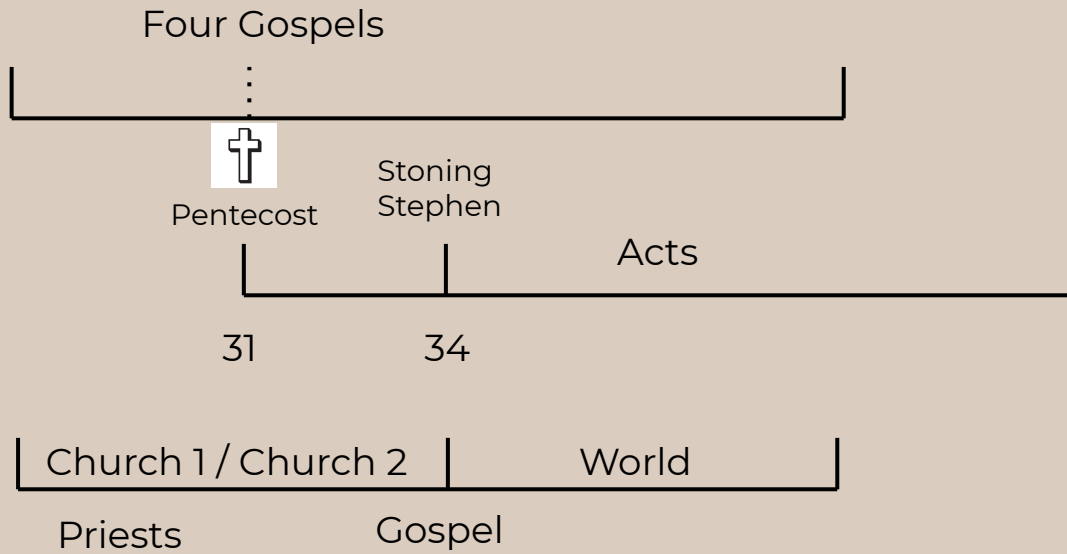 Four Gospels
Pentecost
Stoning
Stephen
Acts
31
34
Church 1 / Church 2
World
Priests
Gospel